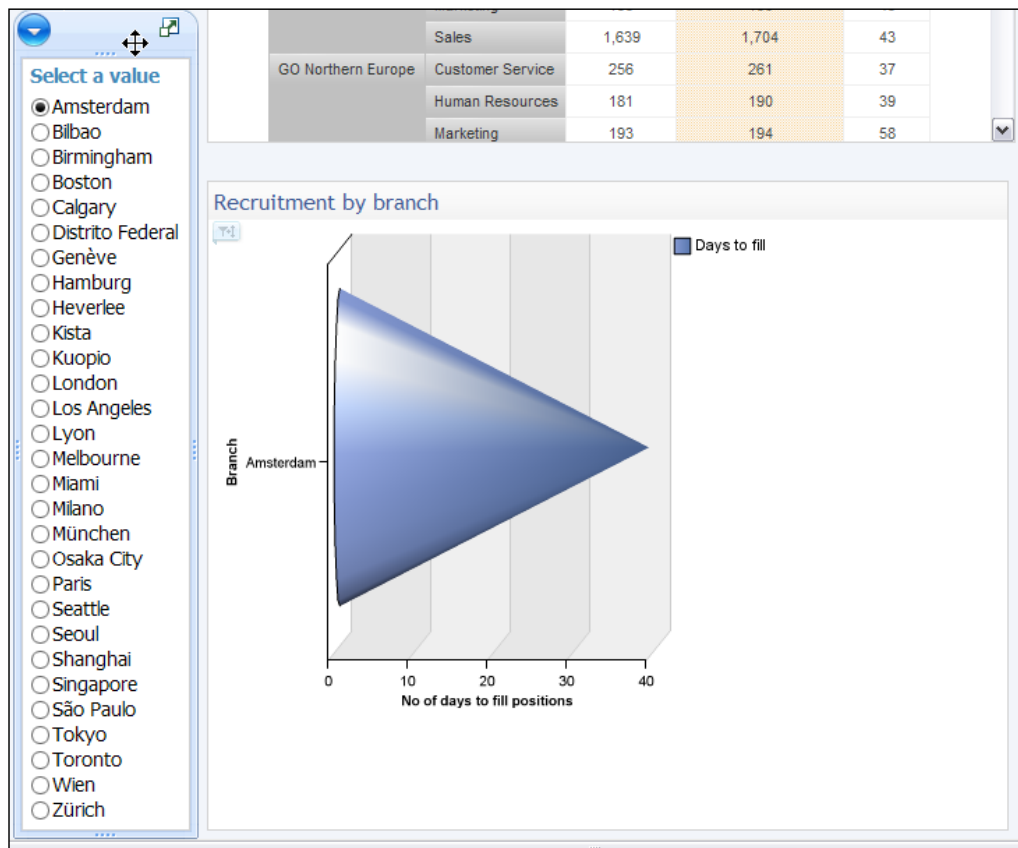 Sales 1,639 1,704 43
GO Northern Europe Customer Service 256 261 37
Human Resources 181 190 39
Marketing 193 194 58
Select a value
Amsterdam
Bilbao
Birmingham
Boston
Calgary
Distrito Federal
Genève
Hamburg
Heverlee
Kista
Kuopio
London
Los Angeles
Lyon
Melbourne
Miami
Milano
München
Osaka City
Paris
Seattle
Seoul
Shanghai
Singapore
São Paulo
Tokyo
Toronto
Wien
Zürich
Recruitment by branch
Days to fill
Branch
Amsterdam
0 10 20 30 40
No of days to fill positions